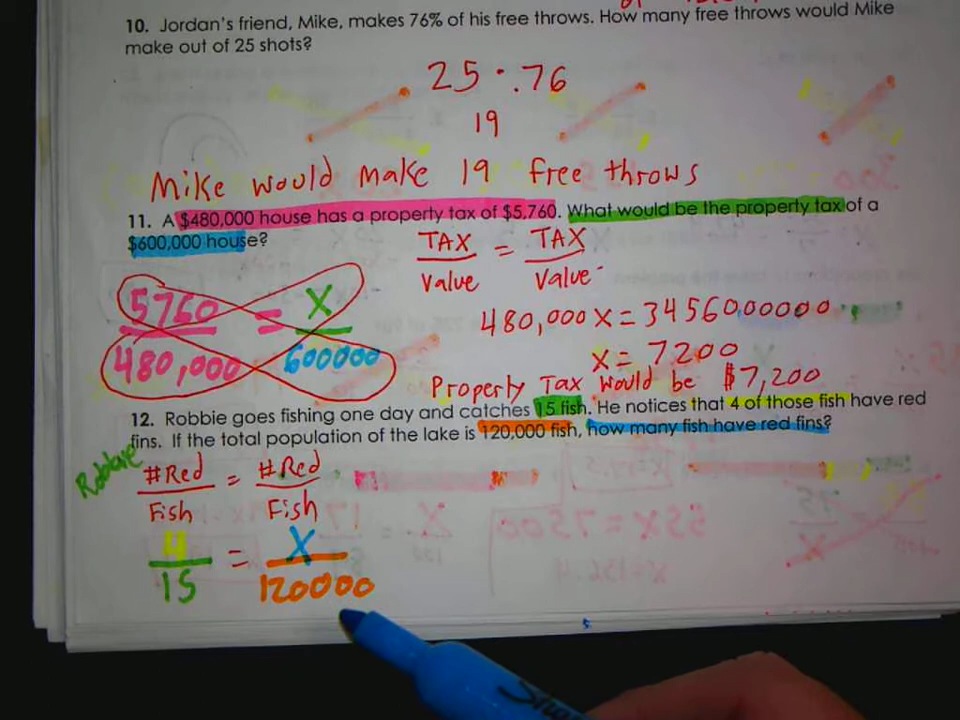 10. Jordan's friend, Mike, makes 76% of his free throws. How many free throws would Mike
make out of 25 shots?
25 · .76
19
Mike would make 19 free throws
11. A $480,000 house has a property tax of $5,760. What would be the property tax of a
$600,000 house?
TAX = TAX
Value Value
5760 = X
480,000 600000
480,000 X = 3456000000
X = 7200
Property Tax would be $7,200
12. Robbie goes fishing one day and catches 15 fish. He notices that 4 of those fish have red
fins. If the total population of the lake is 120,000 fish, how many fish have red fins?
Robbie
#Red = #Red
Fish Fish
4 = X
15 120000